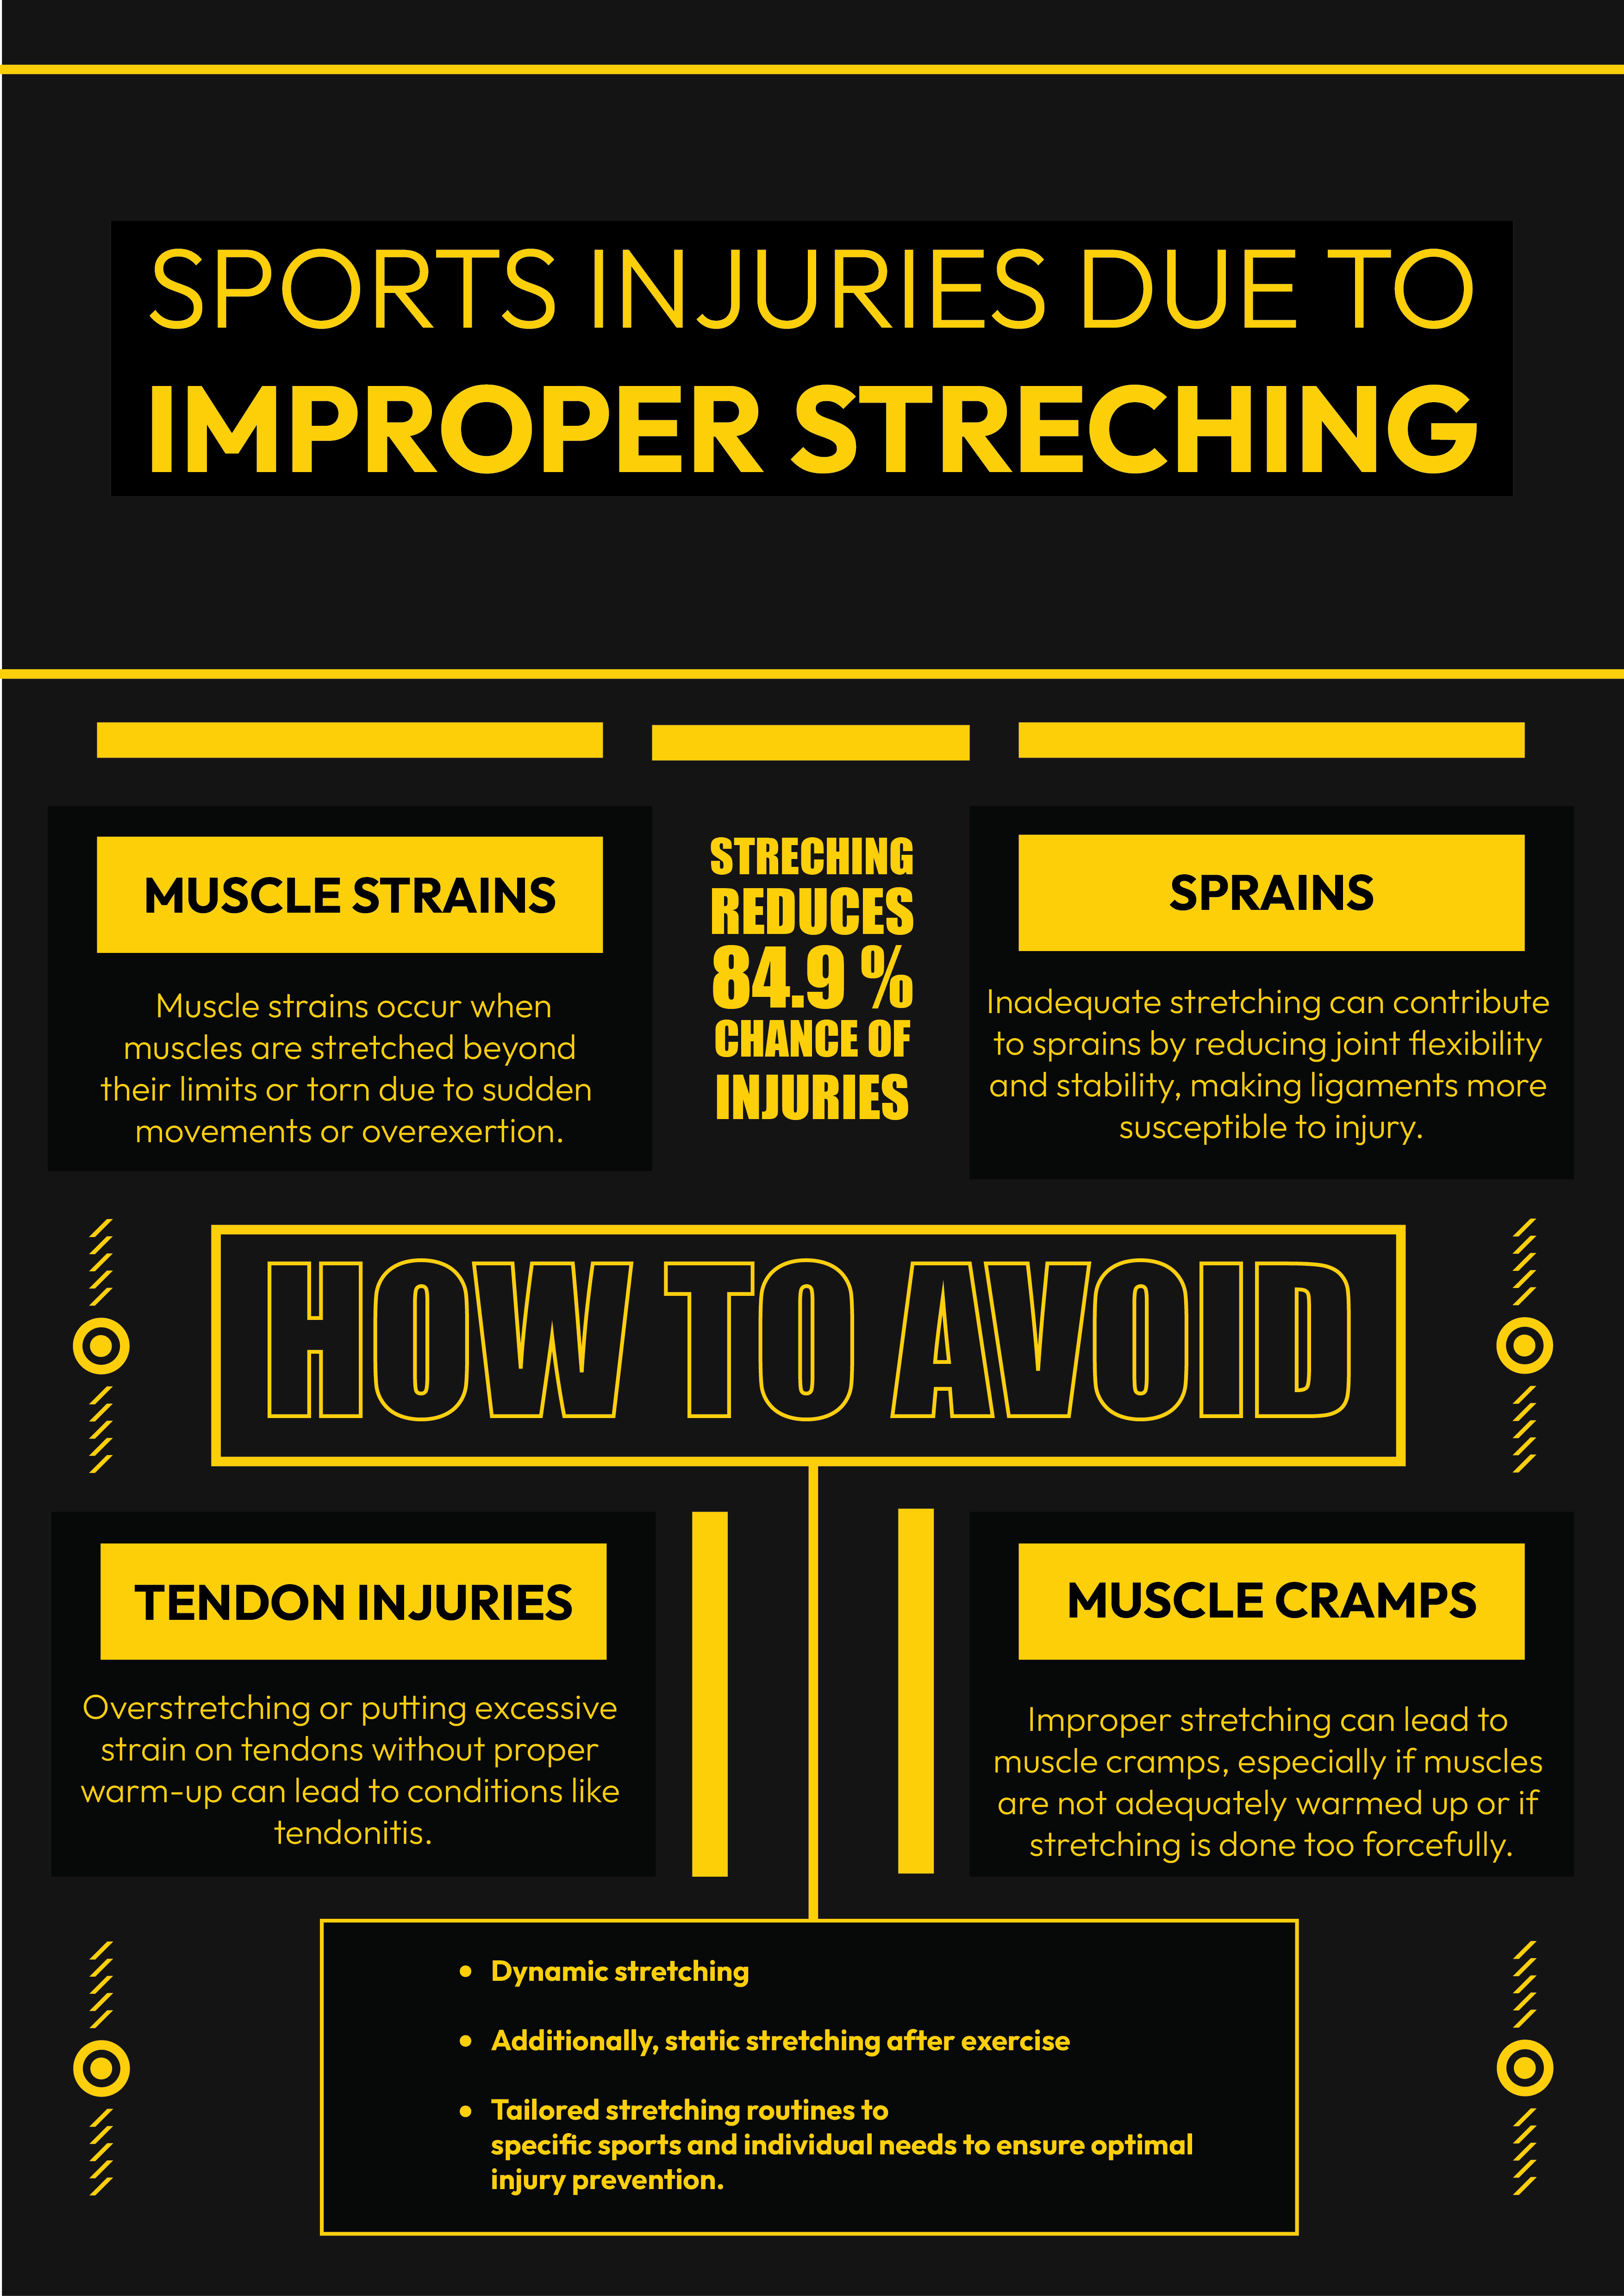 SPORTS INJURIES DUE TO
IMPROPER STRECHING
MUSCLE STRAINS
Muscle strains occur when
muscles are stretched beyond
their limits or torn due to sudden
movements or overexertion.
STRECHING
REDUCES
84.9 %
CHANCE OF
INJURIES
SPRAINS
Inadequate stretching can contribute
to sprains by reducing joint flexibility
and stability, making ligaments more
susceptible to injury.
HOW TO AVOID
TENDON INJURIES
Overstretching or putting excessive
strain on tendons without proper
warm-up can lead to conditions like
tendonitis.
MUSCLE CRAMPS
Improper stretching can lead to
muscle cramps, especially if muscles
are not adequately warmed up or if
stretching is done too forcefully.
• Dynamic stretching
• Additionally, static stretching after exercise
• Tailored stretching routines to
specific sports and individual needs to ensure optimal
injury prevention.